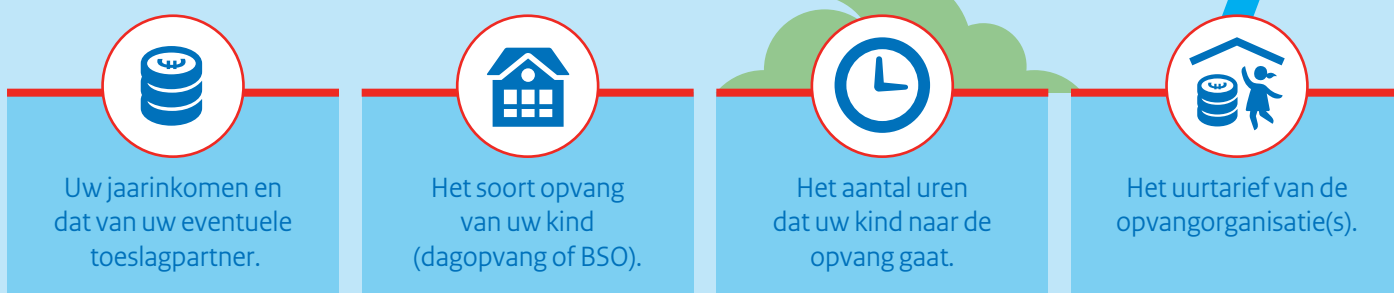 Uw jaarinkomen en
dat van uw eventuele
toeslagpartner.
Het soort opvang
van uw kind
(dagopvang of BSO).
Het aantal uren
dat uw kind naar de
opvang gaat.
Het uurtarief van de
opvangorganisatie(s).